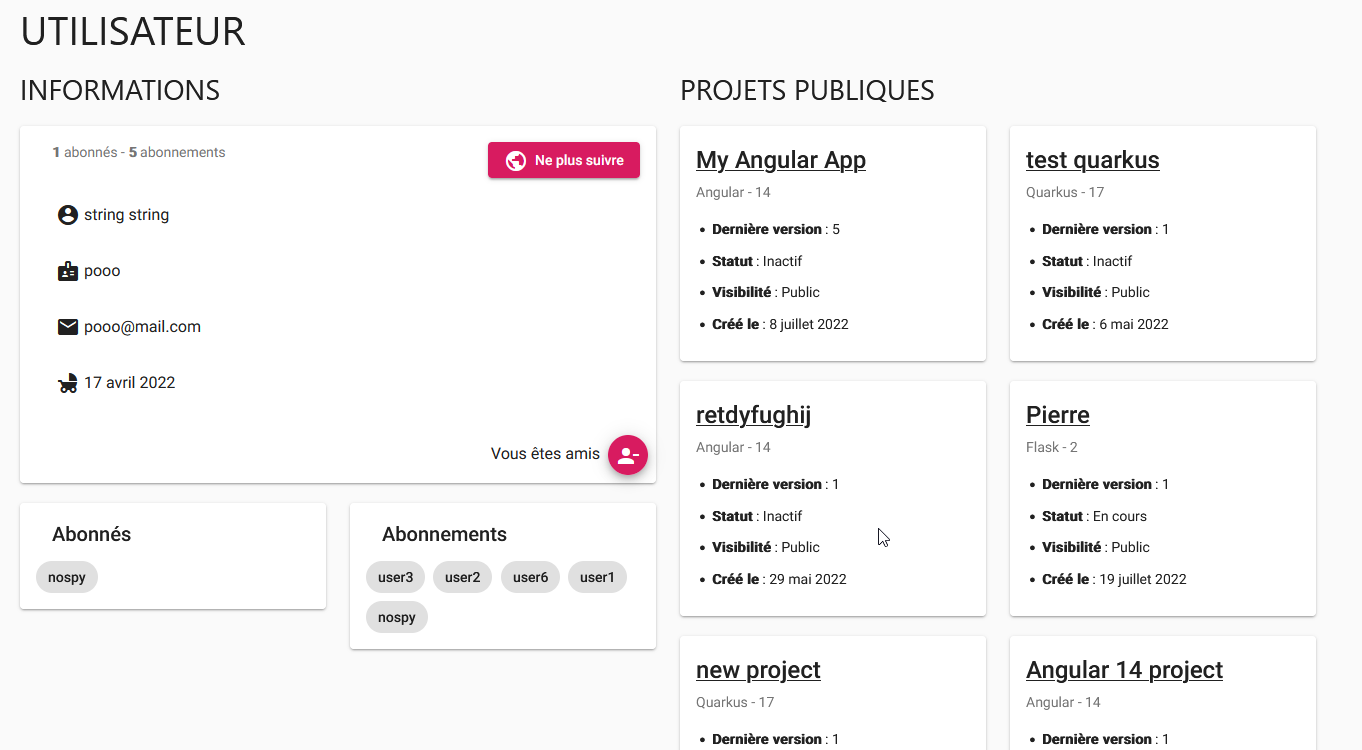 UTILISATEUR
INFORMATIONS
1 abonnés - 5 abonnements
Ne plus suivre
string string
pooo
pooo@mail.com
17 avril 2022
Vous êtes amis
Abonnés
nospy
Abonnements
user3 user2 user6 user1
nospy
PROJETS PUBLIQUES
My Angular App
Angular - 14
Dernière version : 5
Statut : Inactif
Visibilité : Public
Créé le : 8 juillet 2022
test quarkus
Quarkus - 17
Dernière version : 1
Statut : Inactif
Visibilité : Public
Créé le : 6 mai 2022
retdyfughij
Angular - 14
Dernière version : 1
Statut : Inactif
Visibilité : Public
Créé le : 29 mai 2022
Pierre
Flask - 2
Dernière version : 1
Statut : En cours
Visibilité : Public
Créé le : 19 juillet 2022
new project
Quarkus - 17
Dernière version : 1
Angular 14 project
Angular - 14
Dernière version : 1